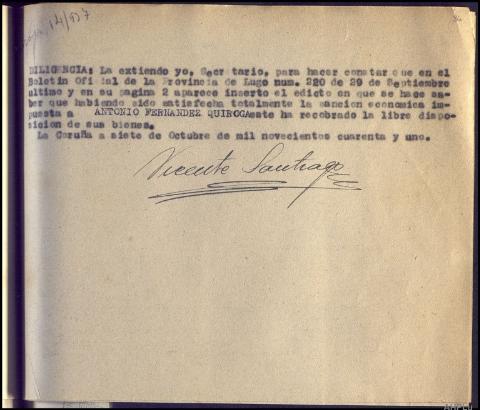 14/937
DILIGENCIA: La extiendo yo, Secretario, para hacer constar que en el
Boletin Oficial de la Provincia de Lugo num. 220 de 29 de Septiembre
ultimo y en su pagina 2 aparece inserto el edicto en que se hace sa-
ber que habiendo sido satisfecha totalmente la sancion economica im-
puesta a ANTONIO FERNANDEZ QUIROGA este ha recobrado la libre dispo-
sicion de sus bienes.
La Coruña a siete de Octubre de mil novecientos cuarenta y uno.
Vicente Santiago